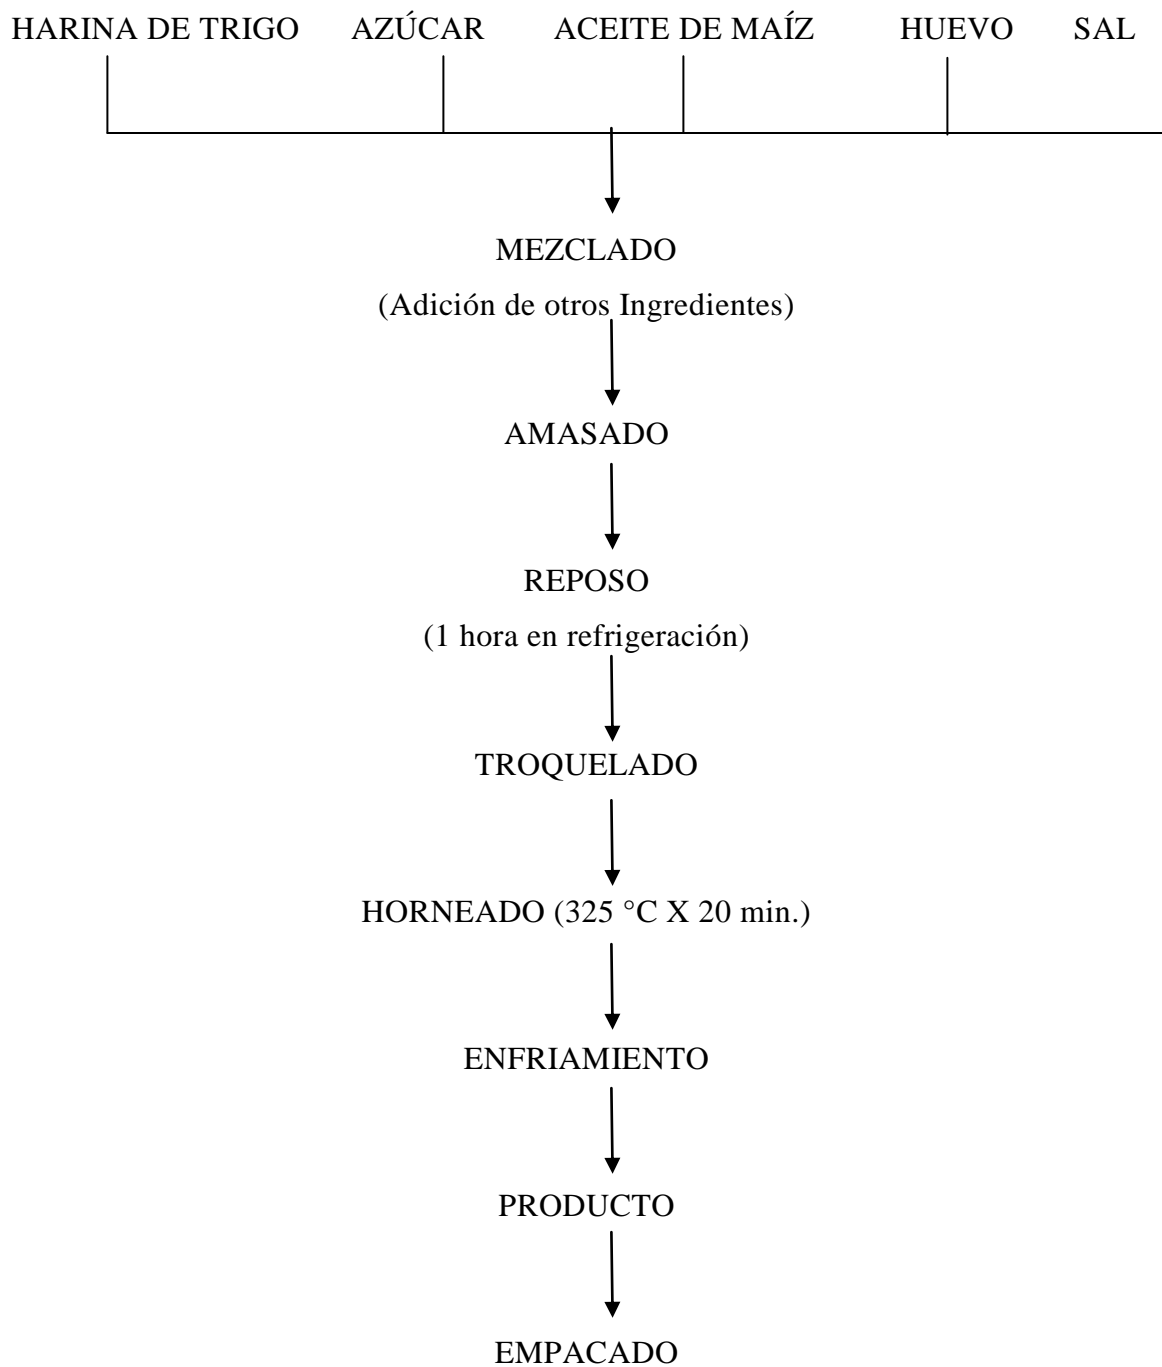 HARINA DE TRIGO AZÚCAR ACEITE DE MAÍZ HUEVO SAL
MEZCLADO
(Adición de otros Ingredientes)
AMASADO
REPOSO
(1 hora en refrigeración)
TROQUELADO
HORNEADO (325 °C X 20 min.)
ENFRIAMIENTO
PRODUCTO
EMPACADO